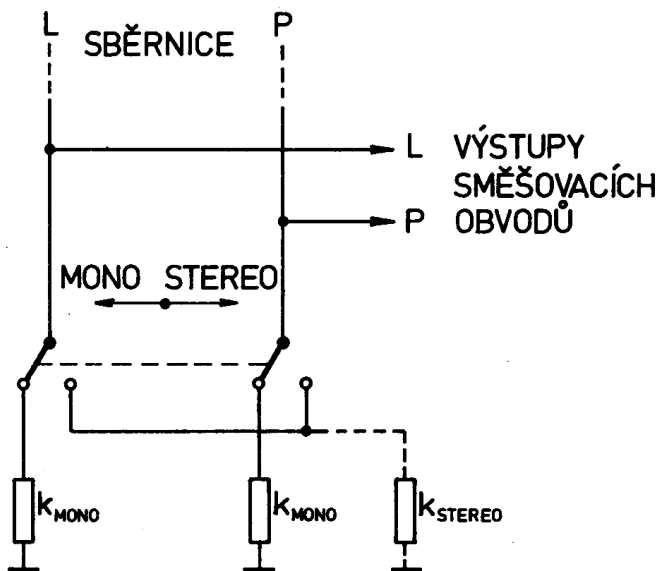 L P
SBĚRNICE
L VÝSTUPY
SMĚŠOVACÍCH
P OBVODŮ
MONO STEREO
kMONO kMONO kSTEREO